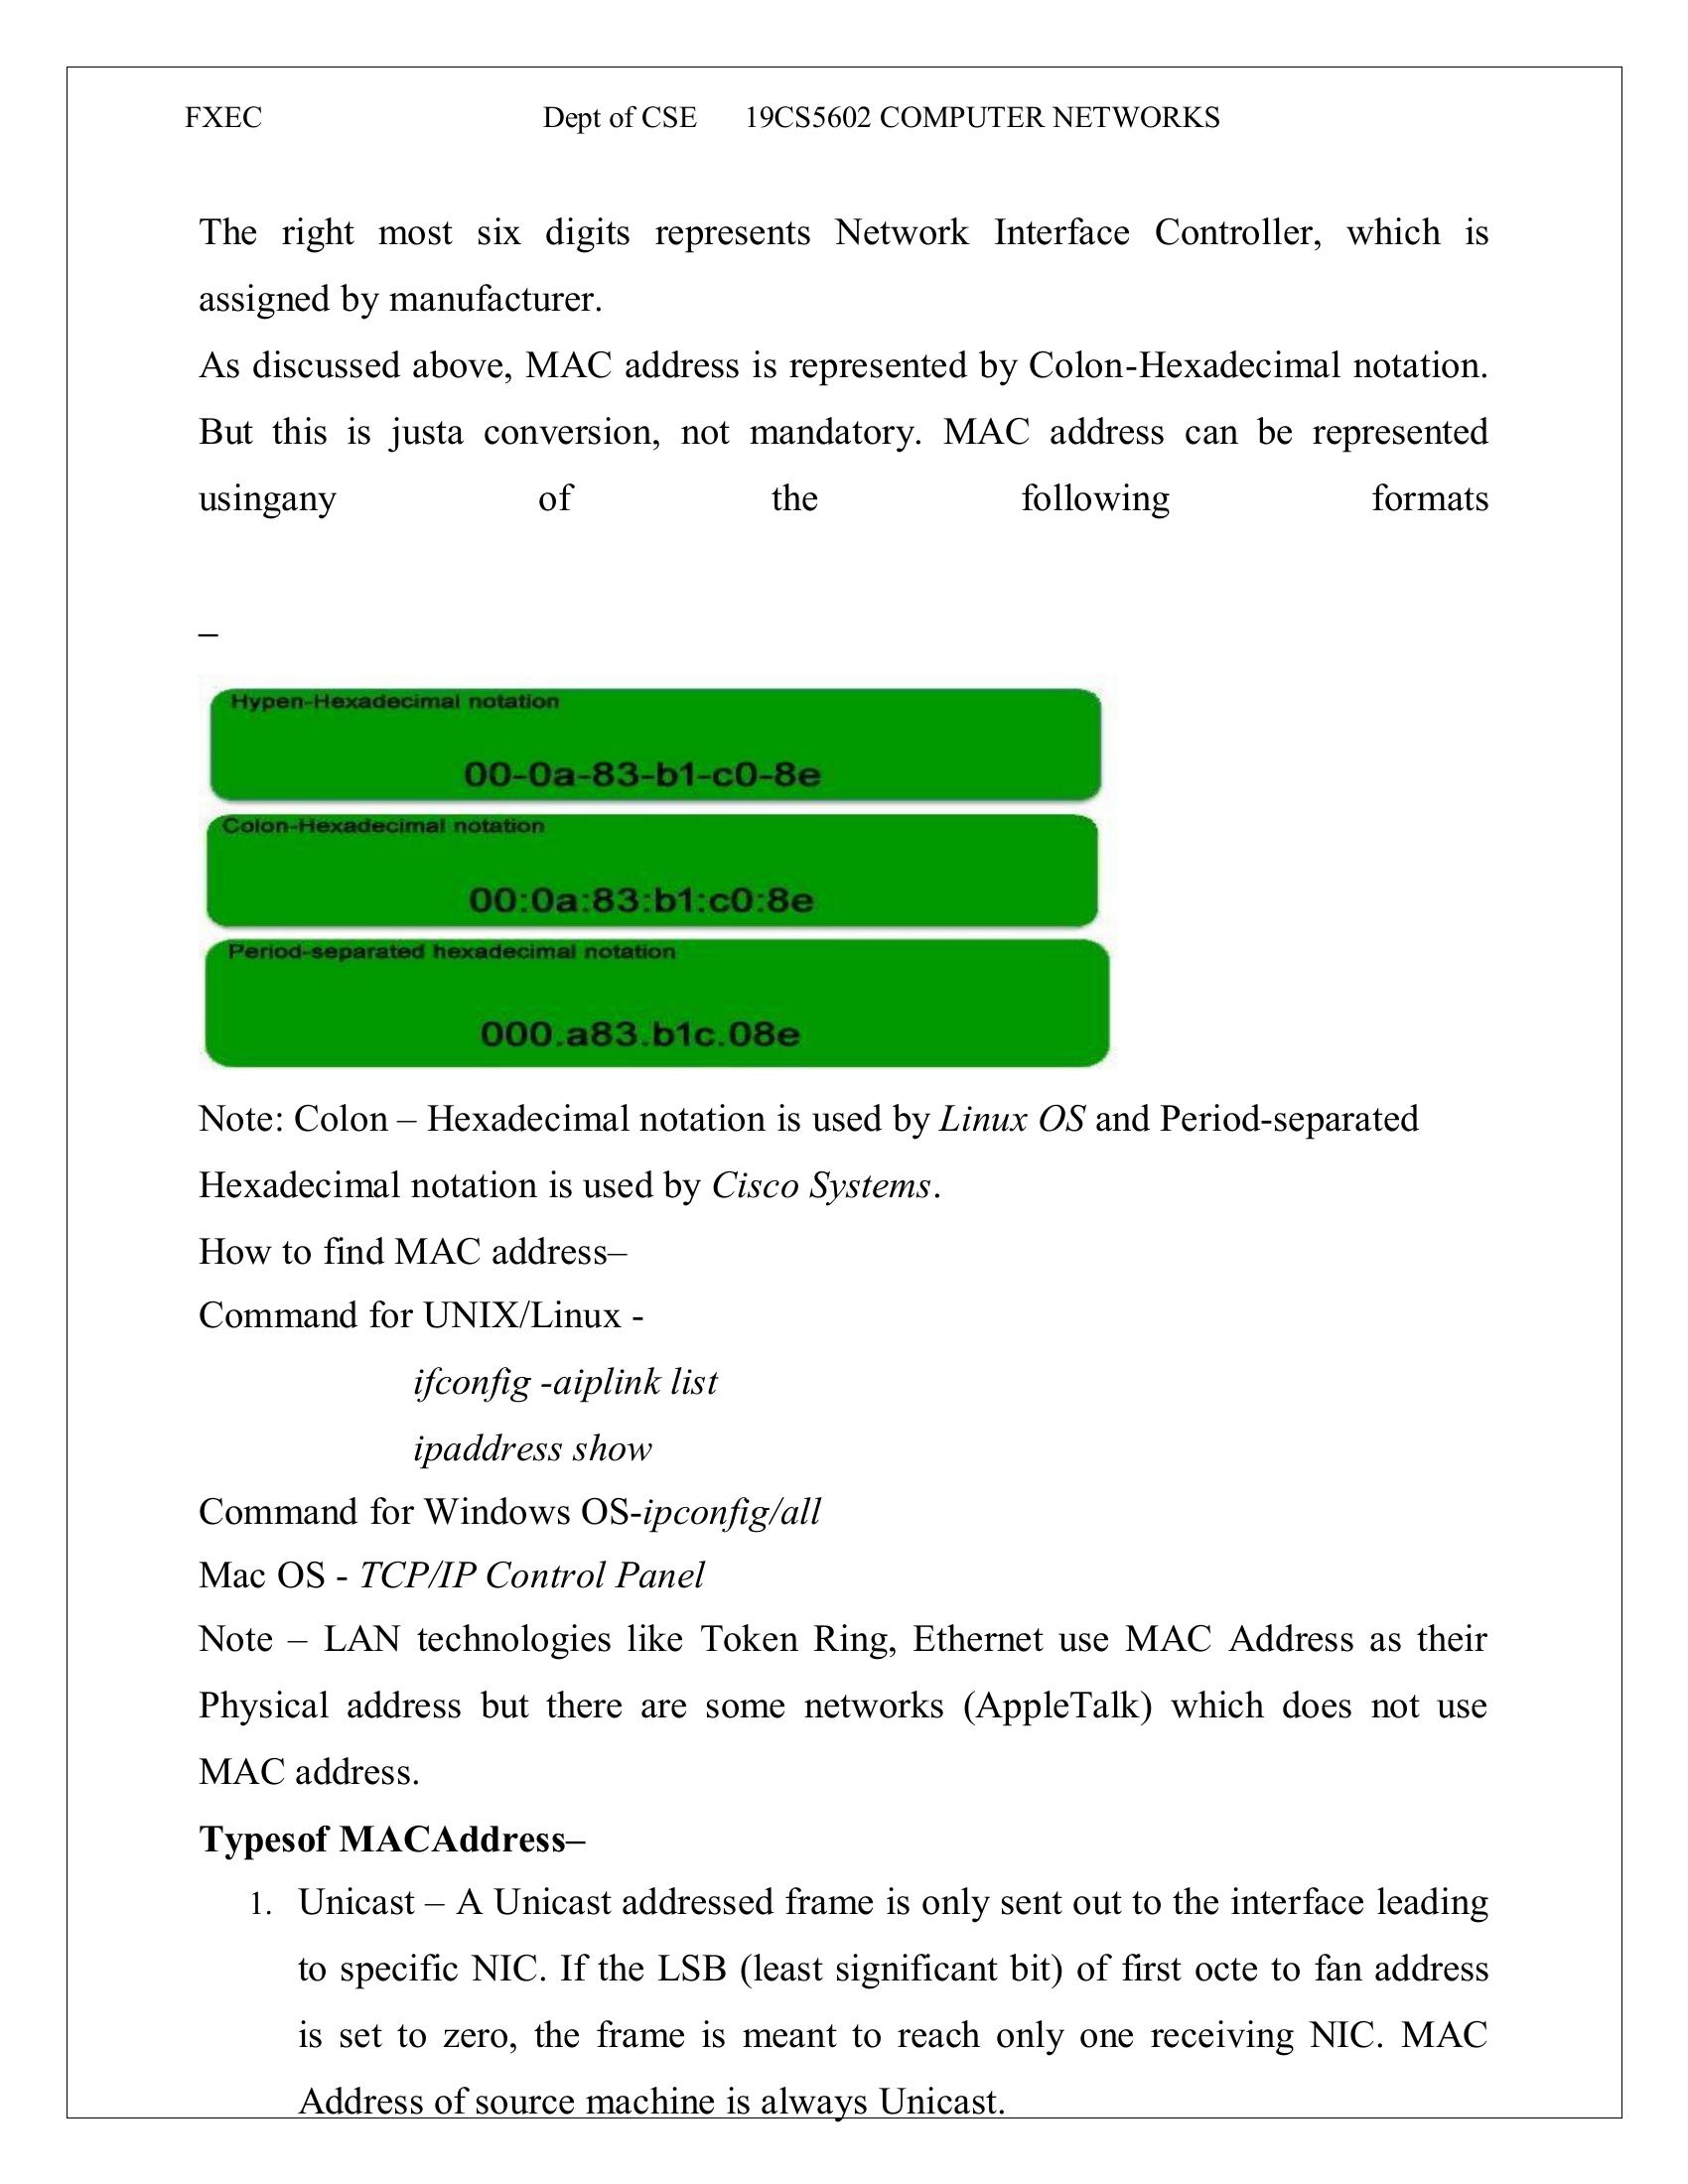 FXEC Dept of CSE 19CS5602 COMPUTER NETWORKS
The right most six digits represents Network Interface Controller, which is
assigned by manufacturer.
As discussed above, MAC address is represented by Colon-Hexadecimal notation.
But this is justa conversion, not mandatory. MAC address can be represented
usingany of the following formats
–
Hypen-Hexadecimal notation
00-0a-83-b1-c0-8e
Colon-Hexadecimal notation
00:0a:83:b1:c0:8e
Period-separated hexadecimal notation
000.a83.b1c.08e
Note: Colon – Hexadecimal notation is used by Linux OS and Period-separated
Hexadecimal notation is used by Cisco Systems.
How to find MAC address–
Command for UNIX/Linux -
ifconfig -aiplink list
ipaddress show
Command for Windows OS-ipconfig/all
Mac OS - TCP/IP Control Panel
Note – LAN technologies like Token Ring, Ethernet use MAC Address as their
Physical address but there are some networks (AppleTalk) which does not use
MAC address.
Typesof MACAddress–
1. Unicast – A Unicast addressed frame is only sent out to the interface leading
to specific NIC. If the LSB (least significant bit) of first octe to fan address
is set to zero, the frame is meant to reach only one receiving NIC. MAC
Address of source machine is always Unicast.